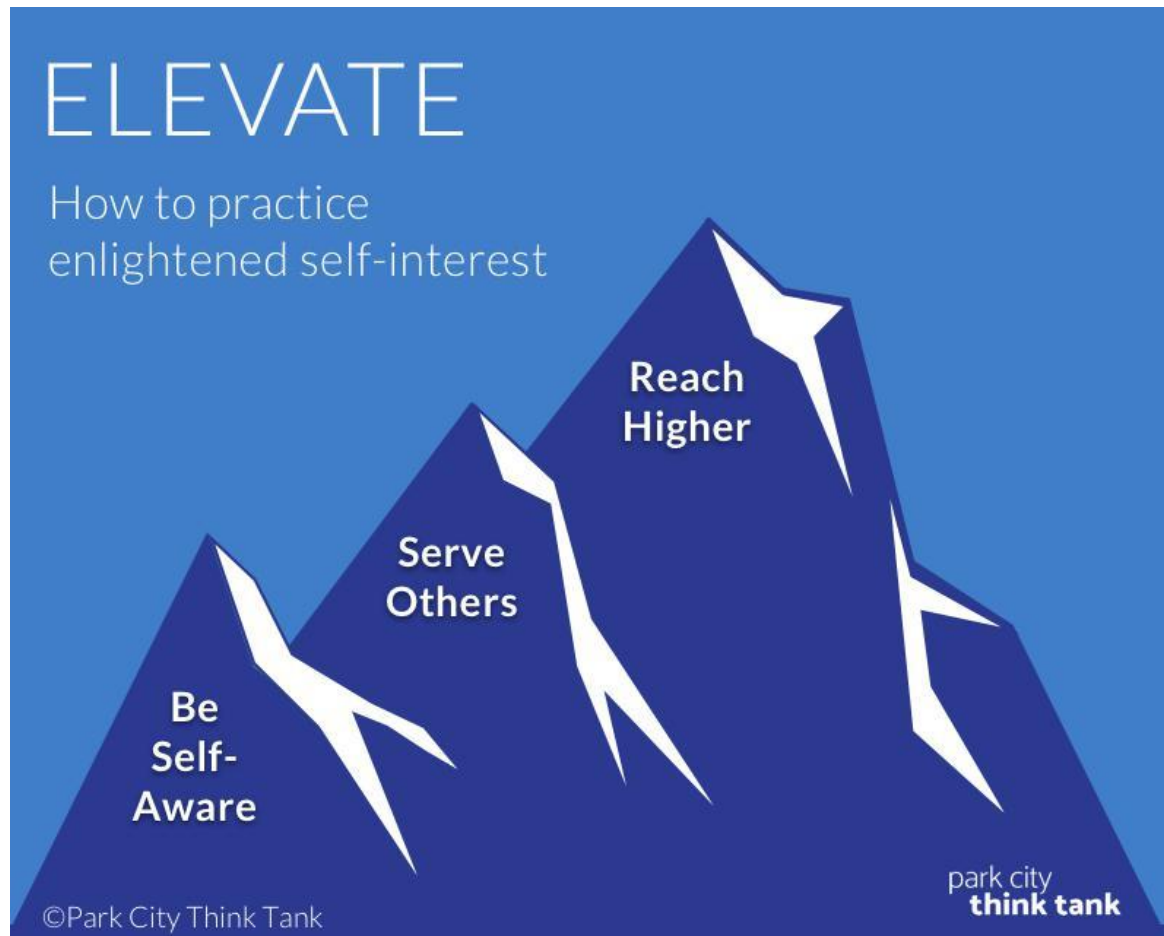 ELEVATE
How to practice
enlightened self-interest
Reach
Higher
Serve
Others
Be
Self-
Aware
park city
think tank
©Park City Think Tank